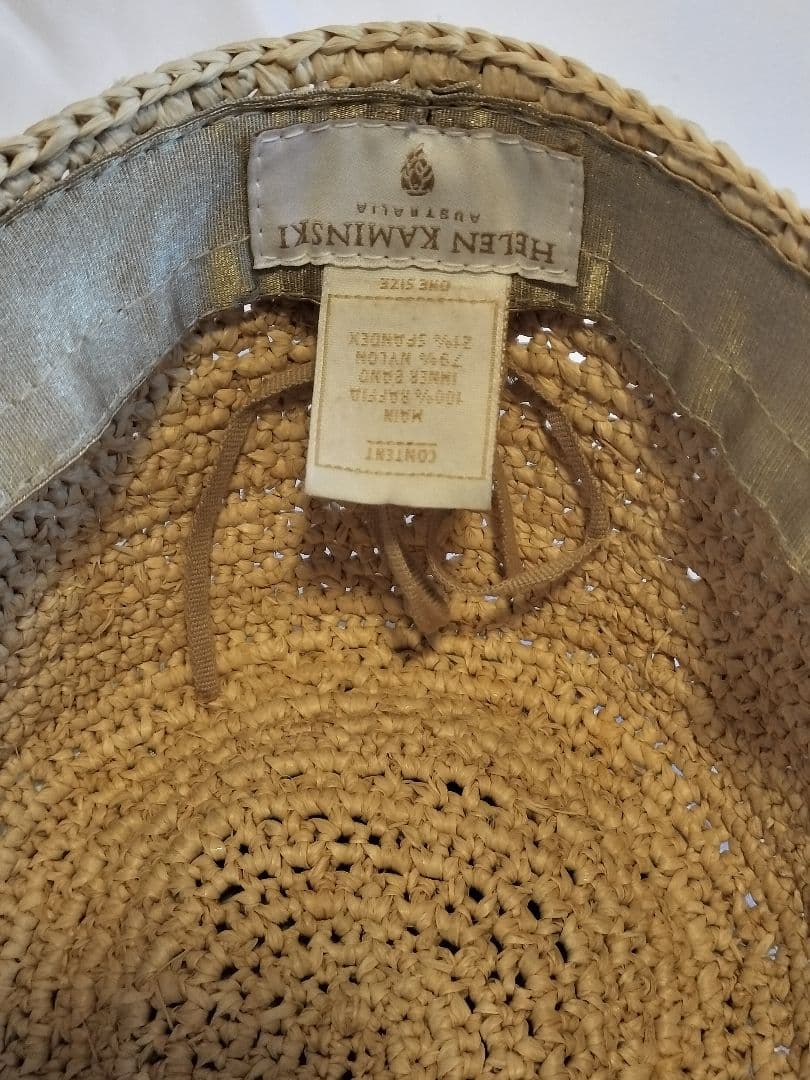 HELEN KAMINSKI
AUSTRALIA
CONTENT
MAIN
100% RAFFIA
INNER BAND
79% NYLON
21% SPANDEX
ONE SIZE